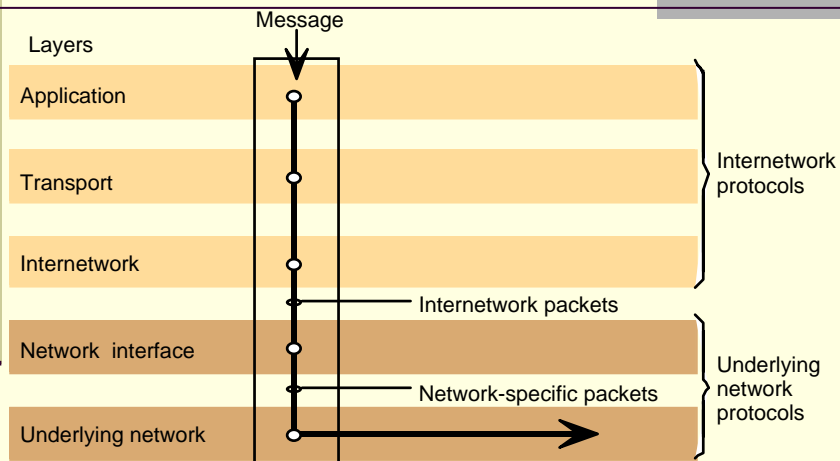 Message
Layers
Application
Transport
Internetwork
protocols
Internetwork
Internetwork packets
Network interface
Network-specific packets
Underlying
network
protocols
Underlying network